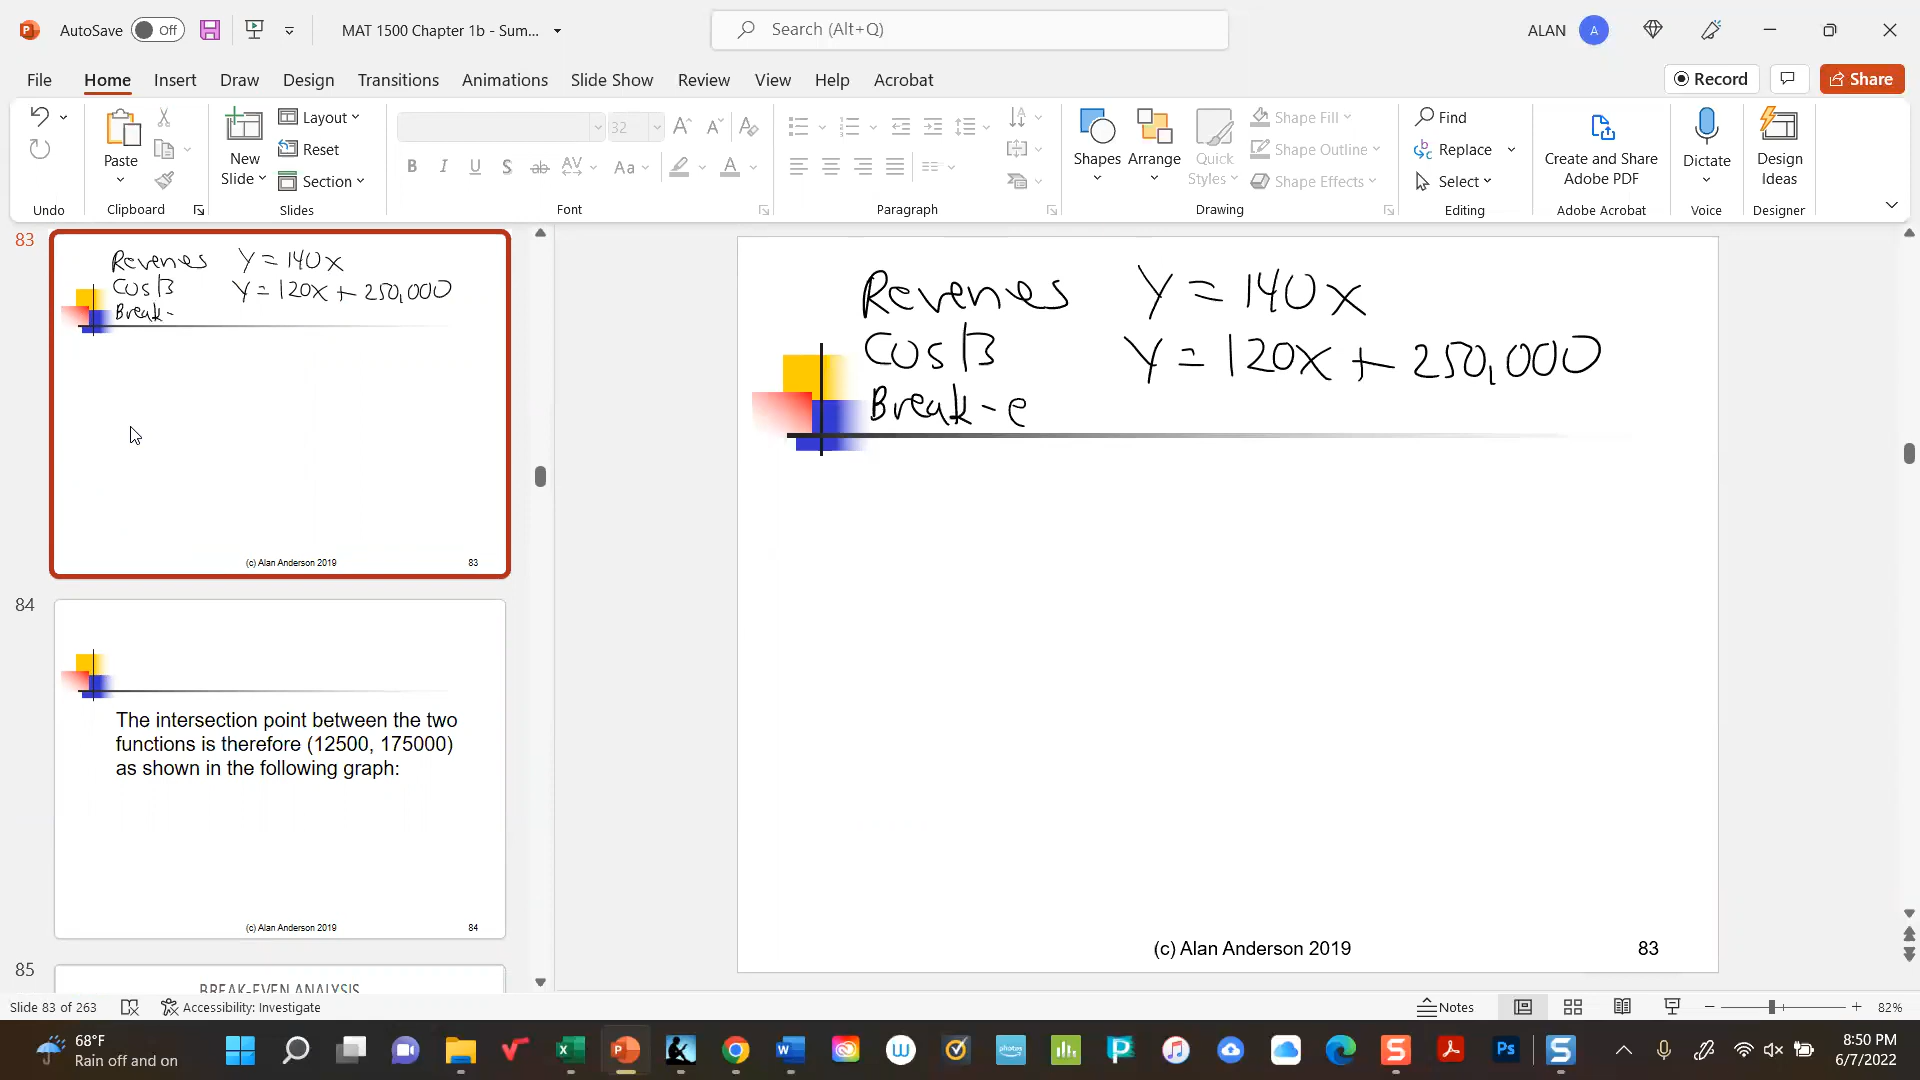 AutoSave Off MAT 1500 Chapter 1b - Sum... Search (Alt+Q) ALAN A
File Home Insert Draw Design Transitions Animations Slide Show Review View Help Acrobat Record Share
Paste New Slide Layout Reset Section 32 Shapes Arrange Quick Styles Shape Fill Shape Outline Shape Effects Find Replace Select Create and Share Adobe PDF Dictate Design Ideas
Undo Clipboard Slides Font Paragraph Drawing Editing Adobe Acrobat Voice Designer
83
Revenes Y = 140x
Costs Y = 120x + 250,000
Break-
(c) Alan Anderson 2019 83
84
The intersection point between the two
functions is therefore (12500, 175000)
as shown in the following graph:
(c) Alan Anderson 2019 84
85
BREAK-EVEN ANALYSIS
Revenes Y = 140x
Costs Y = 120x + 250,000
Break-e
(c) Alan Anderson 2019 83
Slide 83 of 263 Accessibility: Investigate Notes 82%
68°F
Rain off and on
8:50 PM
6/7/2022